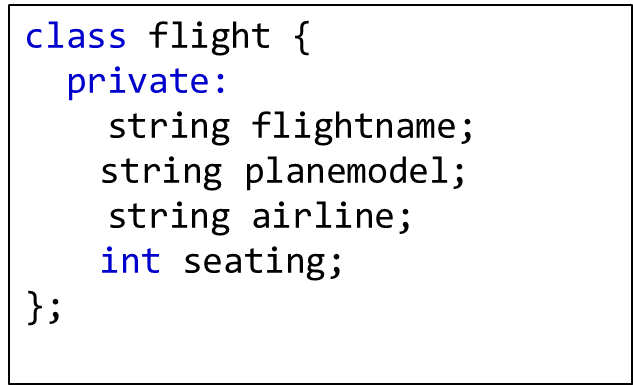 class flight {
private:
string flightname;
string planemodel;
string airline;
int seating;
};